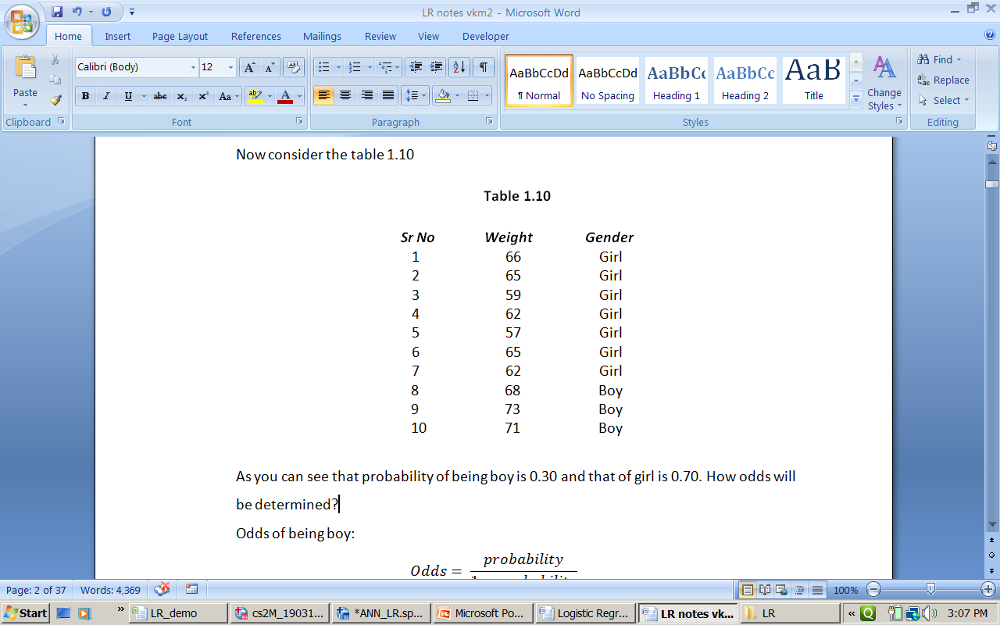 LR notes vkm2 - Microsoft Word
Home Insert Page Layout References Mailings Review View Developer
Paste
Calibri (Body) 12
B I U abc x₂ x² Aa ab A
AaBbCcDd AaBbCcDd AaBbC AaBbCc AaB
¶ Normal No Spacing Heading 1 Heading 2 Title
Change Styles
Find
Replace
Select
Clipboard Font Paragraph Styles Editing
Now consider the table 1.10
Table 1.10
Sr No Weight Gender
1 66 Girl
2 65 Girl
3 59 Girl
4 62 Girl
5 57 Girl
6 65 Girl
7 62 Girl
8 68 Boy
9 73 Boy
10 71 Boy
As you can see that probability of being boy is 0.30 and that of girl is 0.70. How odds will
be determined?
Odds of being boy:
probability
Odds =
Page: 2 of 37 Words: 4,369 100%
Start » LR_demo cs2M_19031... *ANN_LR.sp... Microsoft Po... Logistic Regr... LR notes vk... LR « 3:07 PM